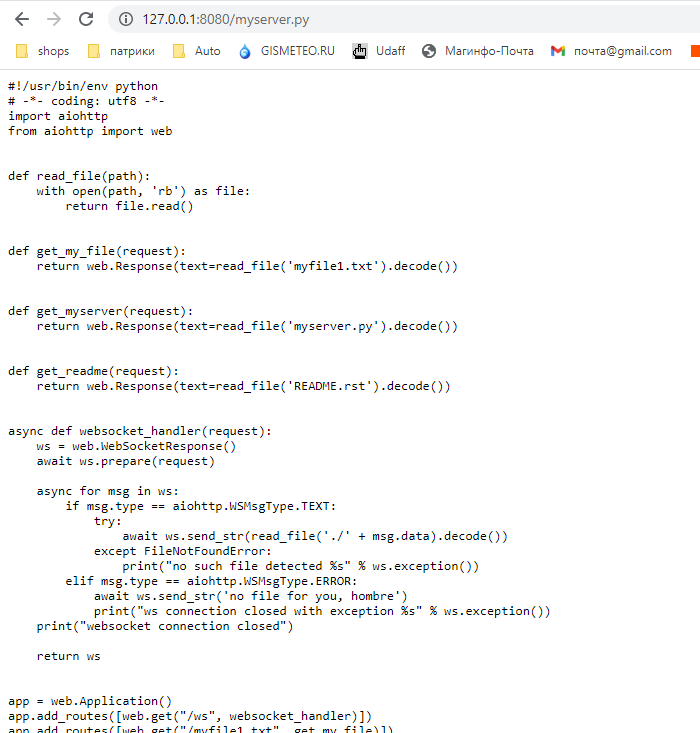 127.0.0.1:8080/myserver.py
shops патрики Auto GISMETEO.RU Udaff Магинфо-Почта почта@gmail.com
#!/usr/bin/env python
# -*- coding: utf8 -*-
import aiohttp
from aiohttp import web
def read_file(path):
    with open(path, 'rb') as file:
        return file.read()
def get_my_file(request):
    return web.Response(text=read_file('myfile1.txt').decode())
def get_myserver(request):
    return web.Response(text=read_file('myserver.py').decode())
def get_readme(request):
    return web.Response(text=read_file('README.rst').decode())
async def websocket_handler(request):
    ws = web.WebSocketResponse()
    await ws.prepare(request)
    async for msg in ws:
        if msg.type == aiohttp.WSMsgType.TEXT:
            try:
                await ws.send_str(read_file('./' + msg.data).decode())
            except FileNotFoundError:
                print("no such file detected %s" % ws.exception())
        elif msg.type == aiohttp.WSMsgType.ERROR:
            await ws.send_str('no file for you, hombre')
            print("ws connection closed with exception %s" % ws.exception())
    print("websocket connection closed")
    return ws
app = web.Application()
app.add_routes([web.get("/ws", websocket_handler)])
app.add_routes([web.get("/myfile1.txt", get_my_file)])